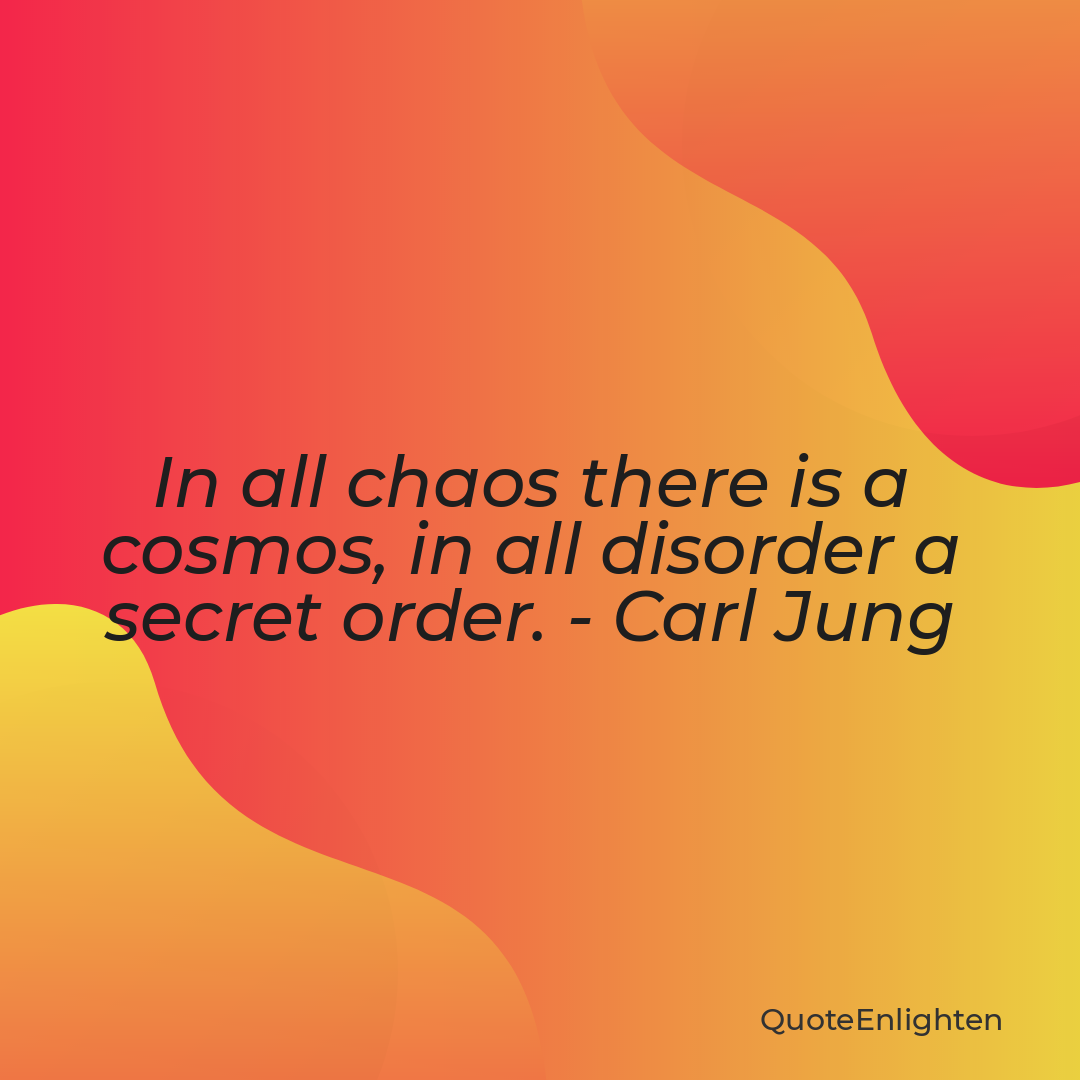 In all chaos there is a
cosmos, in all disorder a
secret order. - Carl Jung
QuoteEnlighten